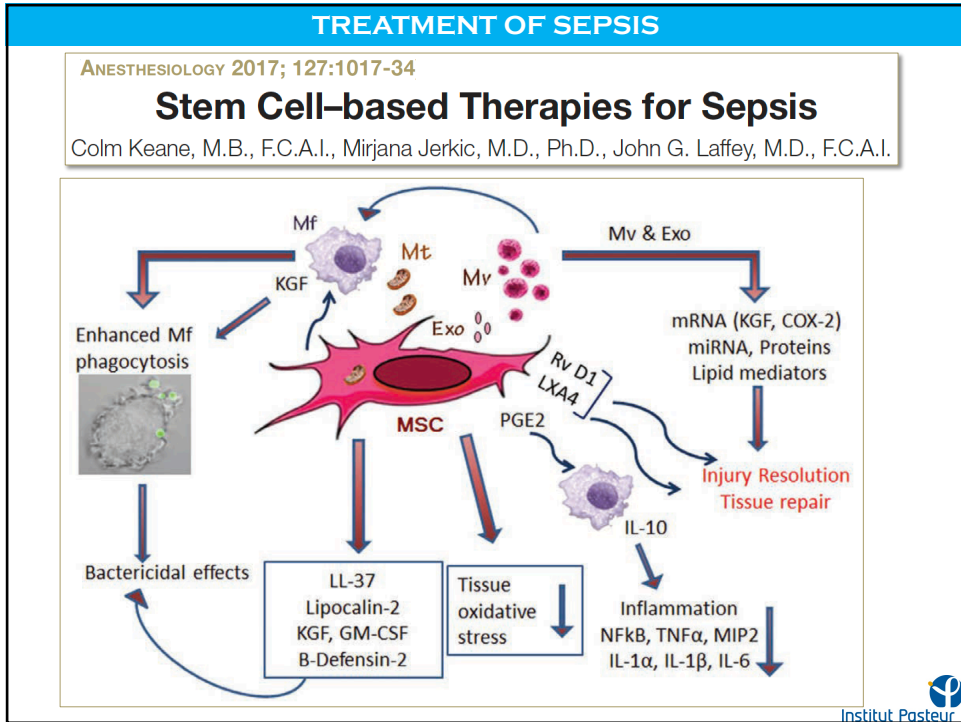 TREATMENT OF SEPSIS
ANESTHESIOLOGY 2017; 127:1017-34
Stem Cell–based Therapies for Sepsis
Colm Keane, M.B., F.C.A.I., Mirjana Jerkic, M.D., Ph.D., John G. Laffey, M.D., F.C.A.I.
Mf
Mt
Mv
Mv & Exo
KGF
Exo
Enhanced Mf
phagocytosis
mRNA (KGF, COX-2)
miRNA, Proteins
Lipid mediators
Rv D1
LXA4
MSC
PGE2
Injury Resolution
Tissue repair
IL-10
Bactericidal effects
LL-37
Lipocalin-2
KGF, GM-CSF
B-Defensin-2
Tissue
oxidative
stress
Inflammation
NFkB, TNFα, MIP2
IL-1α, IL-1β, IL-6
Institut Pasteur